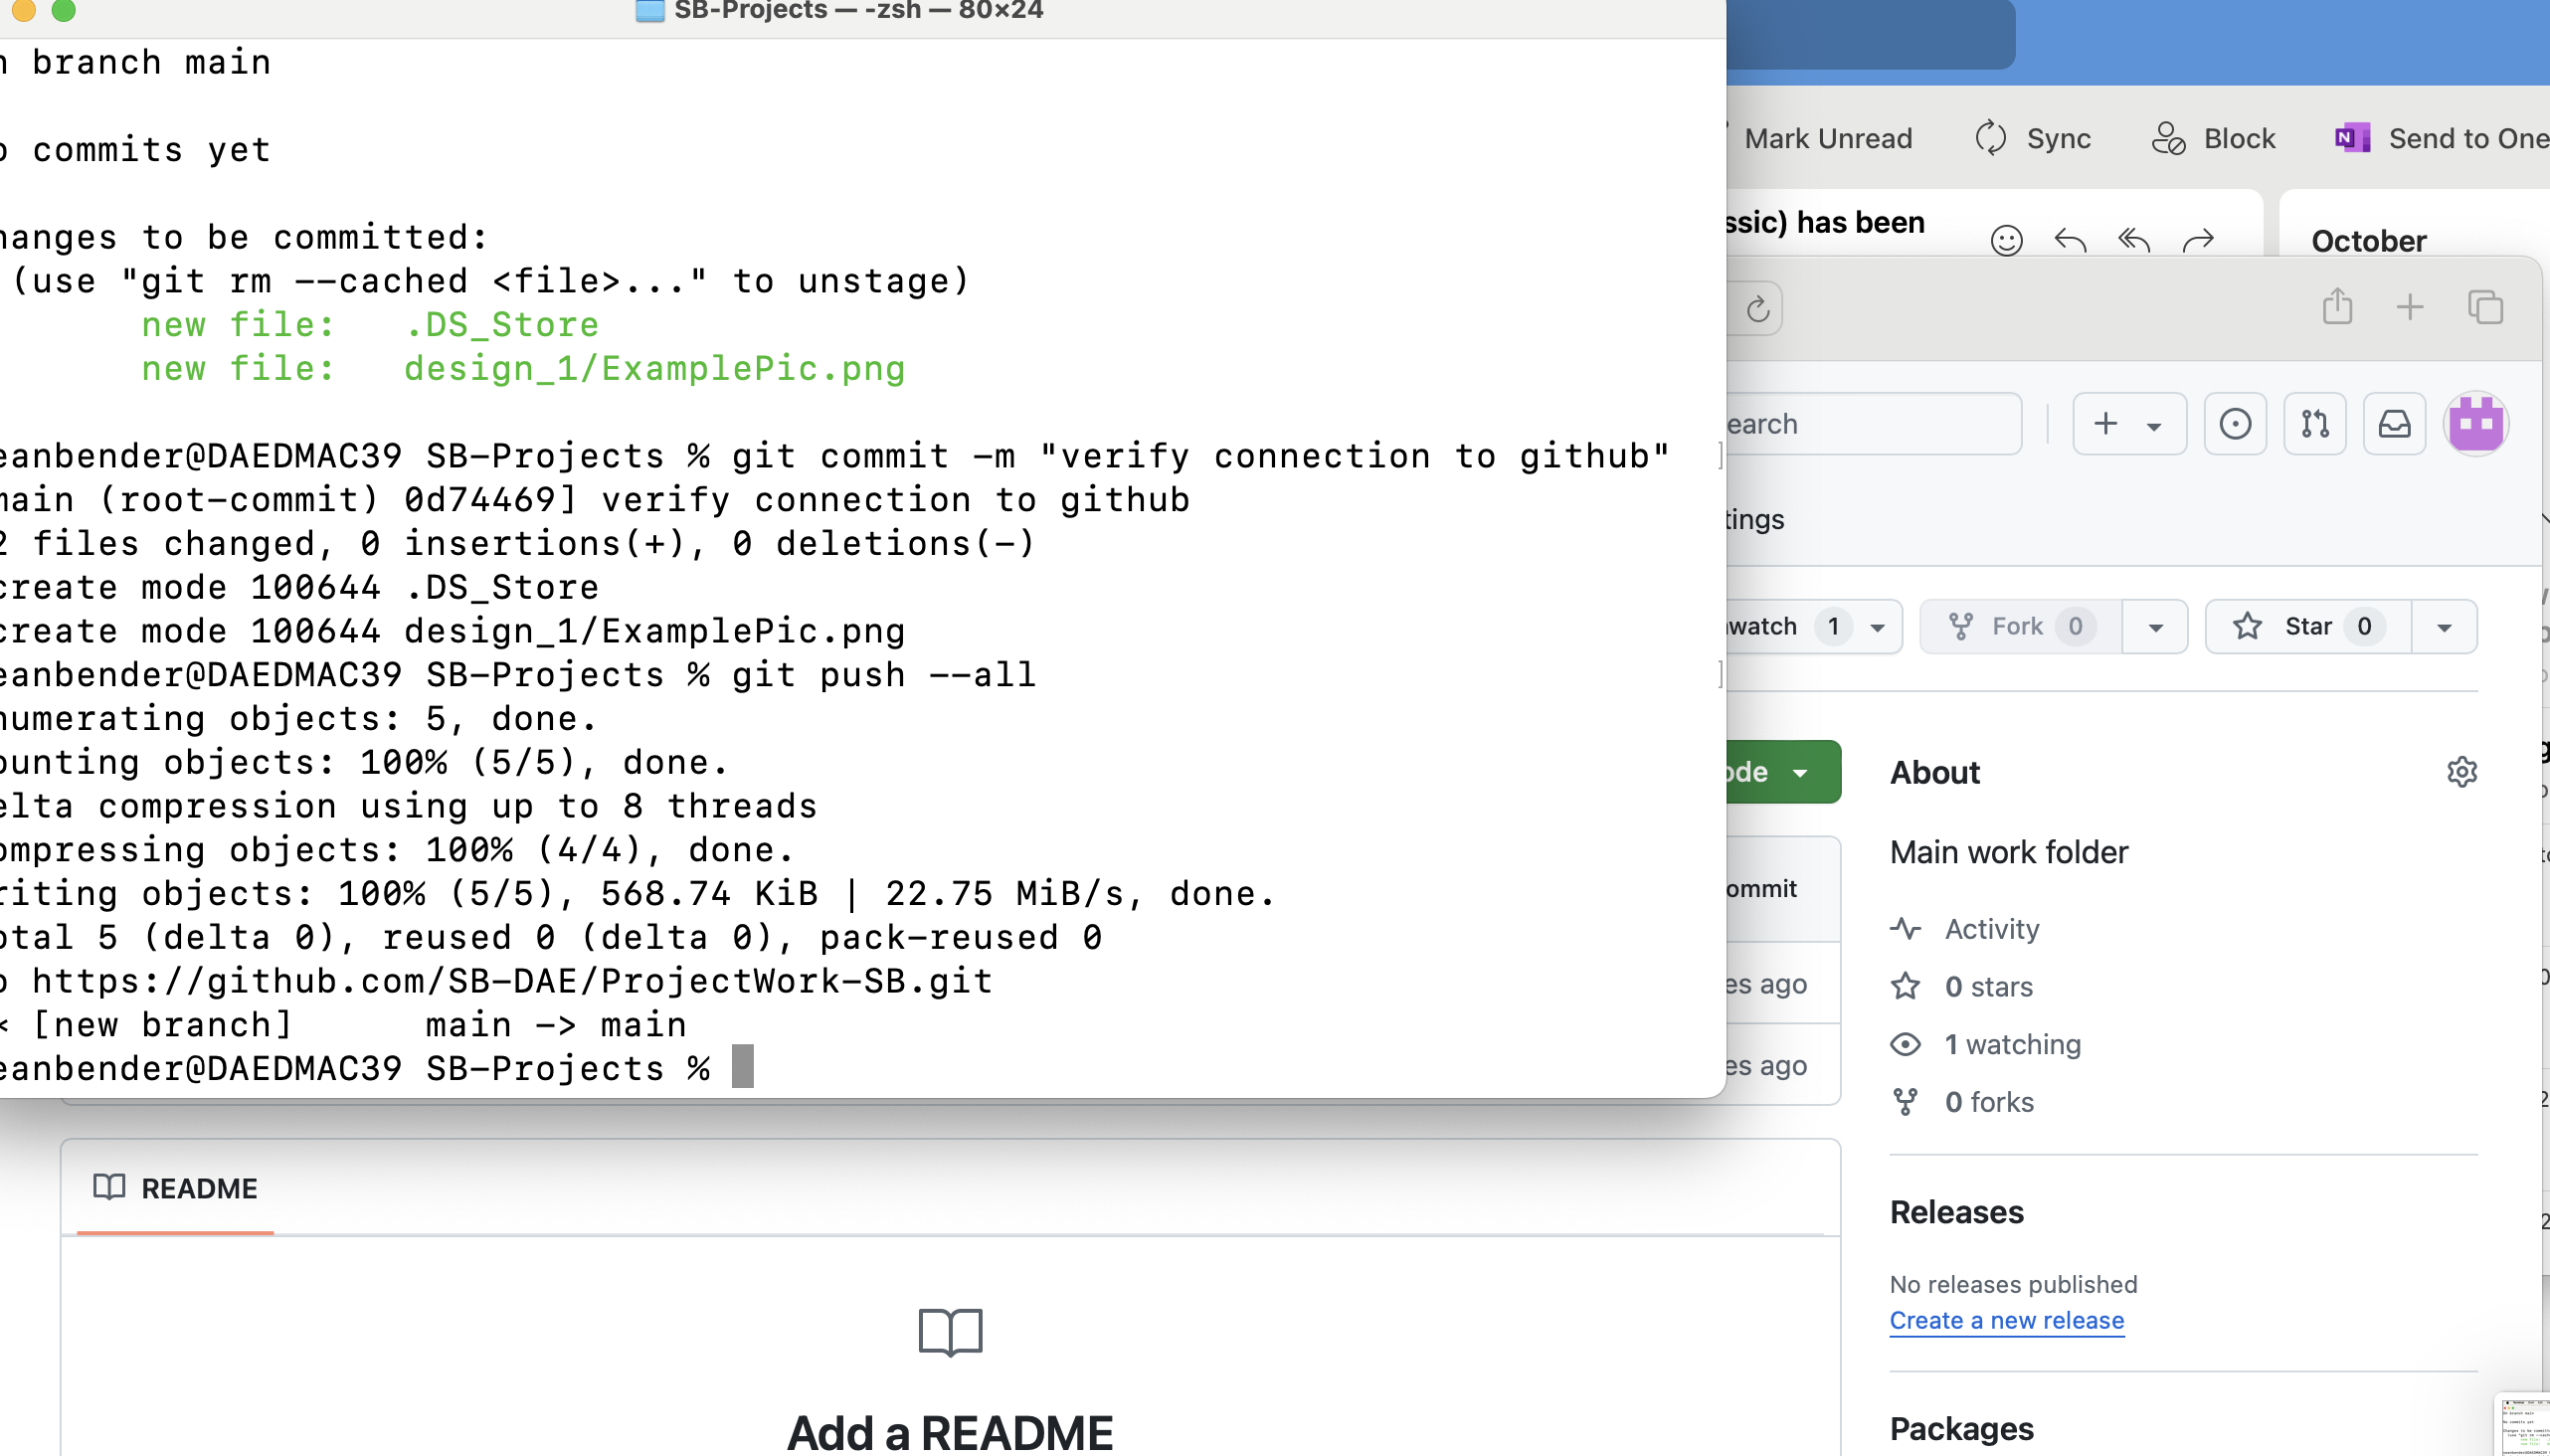 SB-Projects — -zsh — 80×24
n branch main
o commits yet
hanges to be committed:
(use "git rm --cached <file>..." to unstage)
new file:   .DS_Store
new file:   design_1/ExamplePic.png
eanbender@DAEDMAC39 SB-Projects % git commit -m "verify connection to github"
main (root-commit) 0d74469] verify connection to github
2 files changed, 0 insertions(+), 0 deletions(-)
create mode 100644 .DS_Store
create mode 100644 design_1/ExamplePic.png
eanbender@DAEDMAC39 SB-Projects % git push --all
numerating objects: 5, done.
ounting objects: 100% (5/5), done.
elta compression using up to 8 threads
ompressing objects: 100% (4/4), done.
riting objects: 100% (5/5), 568.74 KiB | 22.75 MiB/s, done.
otal 5 (delta 0), reused 0 (delta 0), pack-reused 0
o https://github.com/SB-DAE/ProjectWork-SB.git
* [new branch]      main -> main
eanbender@DAEDMAC39 SB-Projects %
Mark Unread
Sync
Block
Send to One
ssic) has been
October
earch
tings
watch 1
Fork 0
Star 0
ode
ommit
es ago
es ago
About
Main work folder
Activity
0 stars
1 watching
0 forks
Releases
No releases published
Create a new release
Packages
README
Add a README